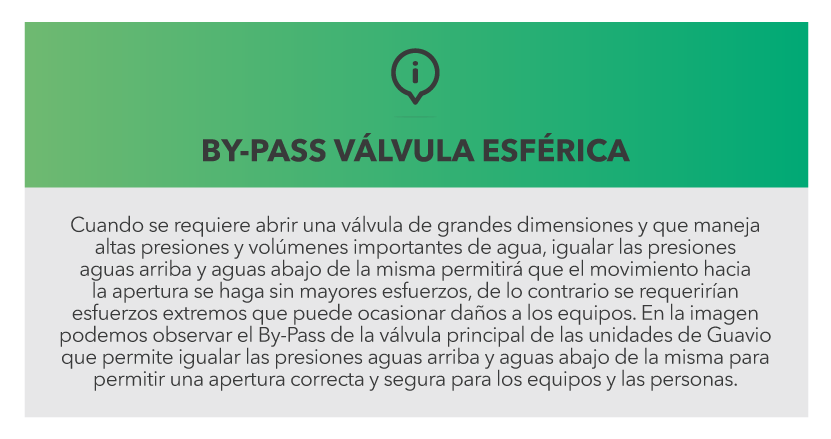 BY-PASS VÁLVULA ESFÉRICA
Cuando se requiere abrir una válvula de grandes dimensiones y que maneja
altas presiones y volúmenes importantes de agua, igualar las presiones
aguas arriba y aguas abajo de la misma permitirá que el movimiento hacia
la apertura se haga sin mayores esfuerzos, de lo contrario se requerirían
esfuerzos extremos que puede ocasionar daños a los equipos. En la imagen
podemos observar el By-Pass de la válvula principal de las unidades de Guavio
que permite igualar las presiones aguas arriba y aguas abajo de la misma para
permitir una apertura correcta y segura para los equipos y las personas.